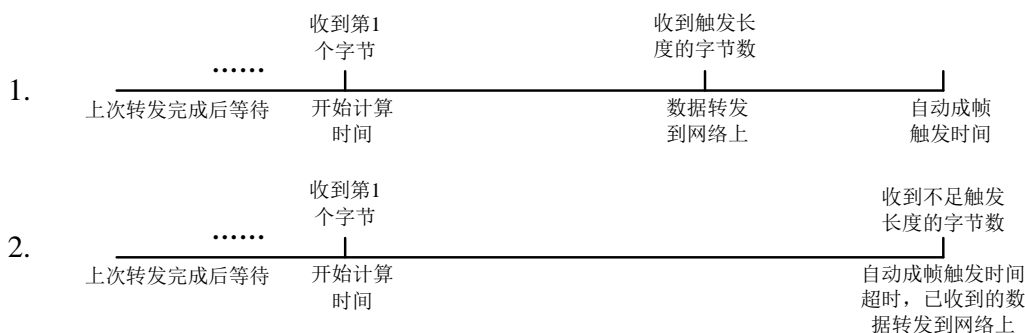 1.
收到第1
个字节
收到触发长
度的字节数
……
上次转发完成后等待
开始计算
时间
数据转发
到网络上
自动成帧
触发时间
2.
收到第1
个字节
收到不足触发
长度的字节数
……
上次转发完成后等待
开始计算
时间
自动成帧触发时间
超时，已收到的数
据转发到网络上